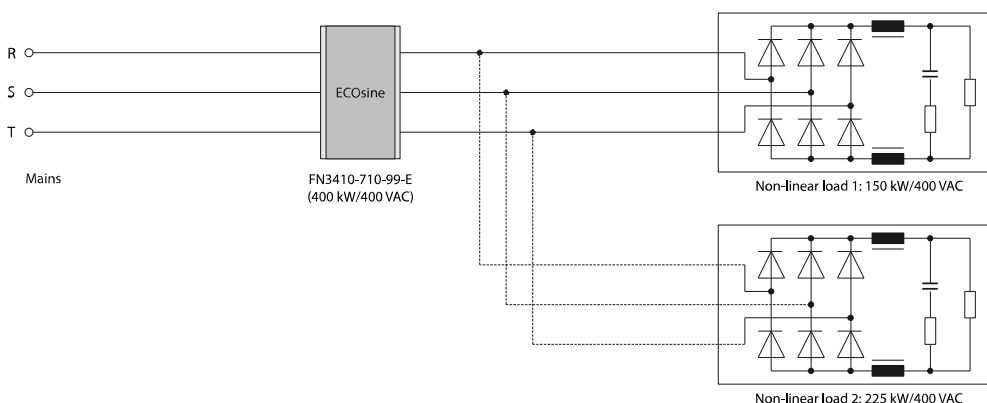 R
S
T
Mains
ECOsine
FN3410-710-99-E
(400 kW/400 VAC)
Non-linear load 1: 150 kW/400 VAC
Non-linear load 2: 225 kW/400 VAC